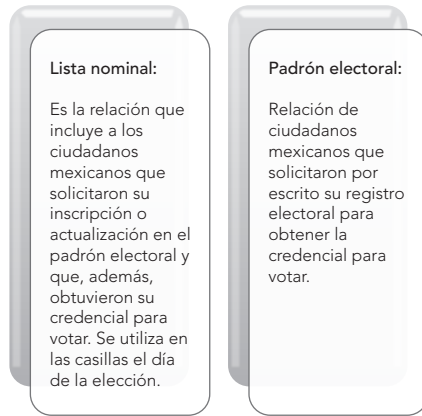 Lista nominal:
Es la relación que
incluye a los
ciudadanos
mexicanos que
solicitaron su
inscripción o
actualización en el
padrón electoral y
que, además,
obtuvieron su
credencial para
votar. Se utiliza en
las casillas el día
de la elección.
Padrón electoral:
Relación de
ciudadanos
mexicanos que
solicitaron por
escrito su registro
electoral para
obtener la
credencial para
votar.